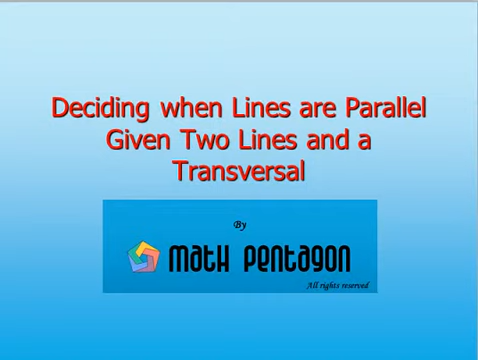 Deciding when Lines are Parallel
Given Two Lines and a
Transversal
By
math pentagon
All rights reserved